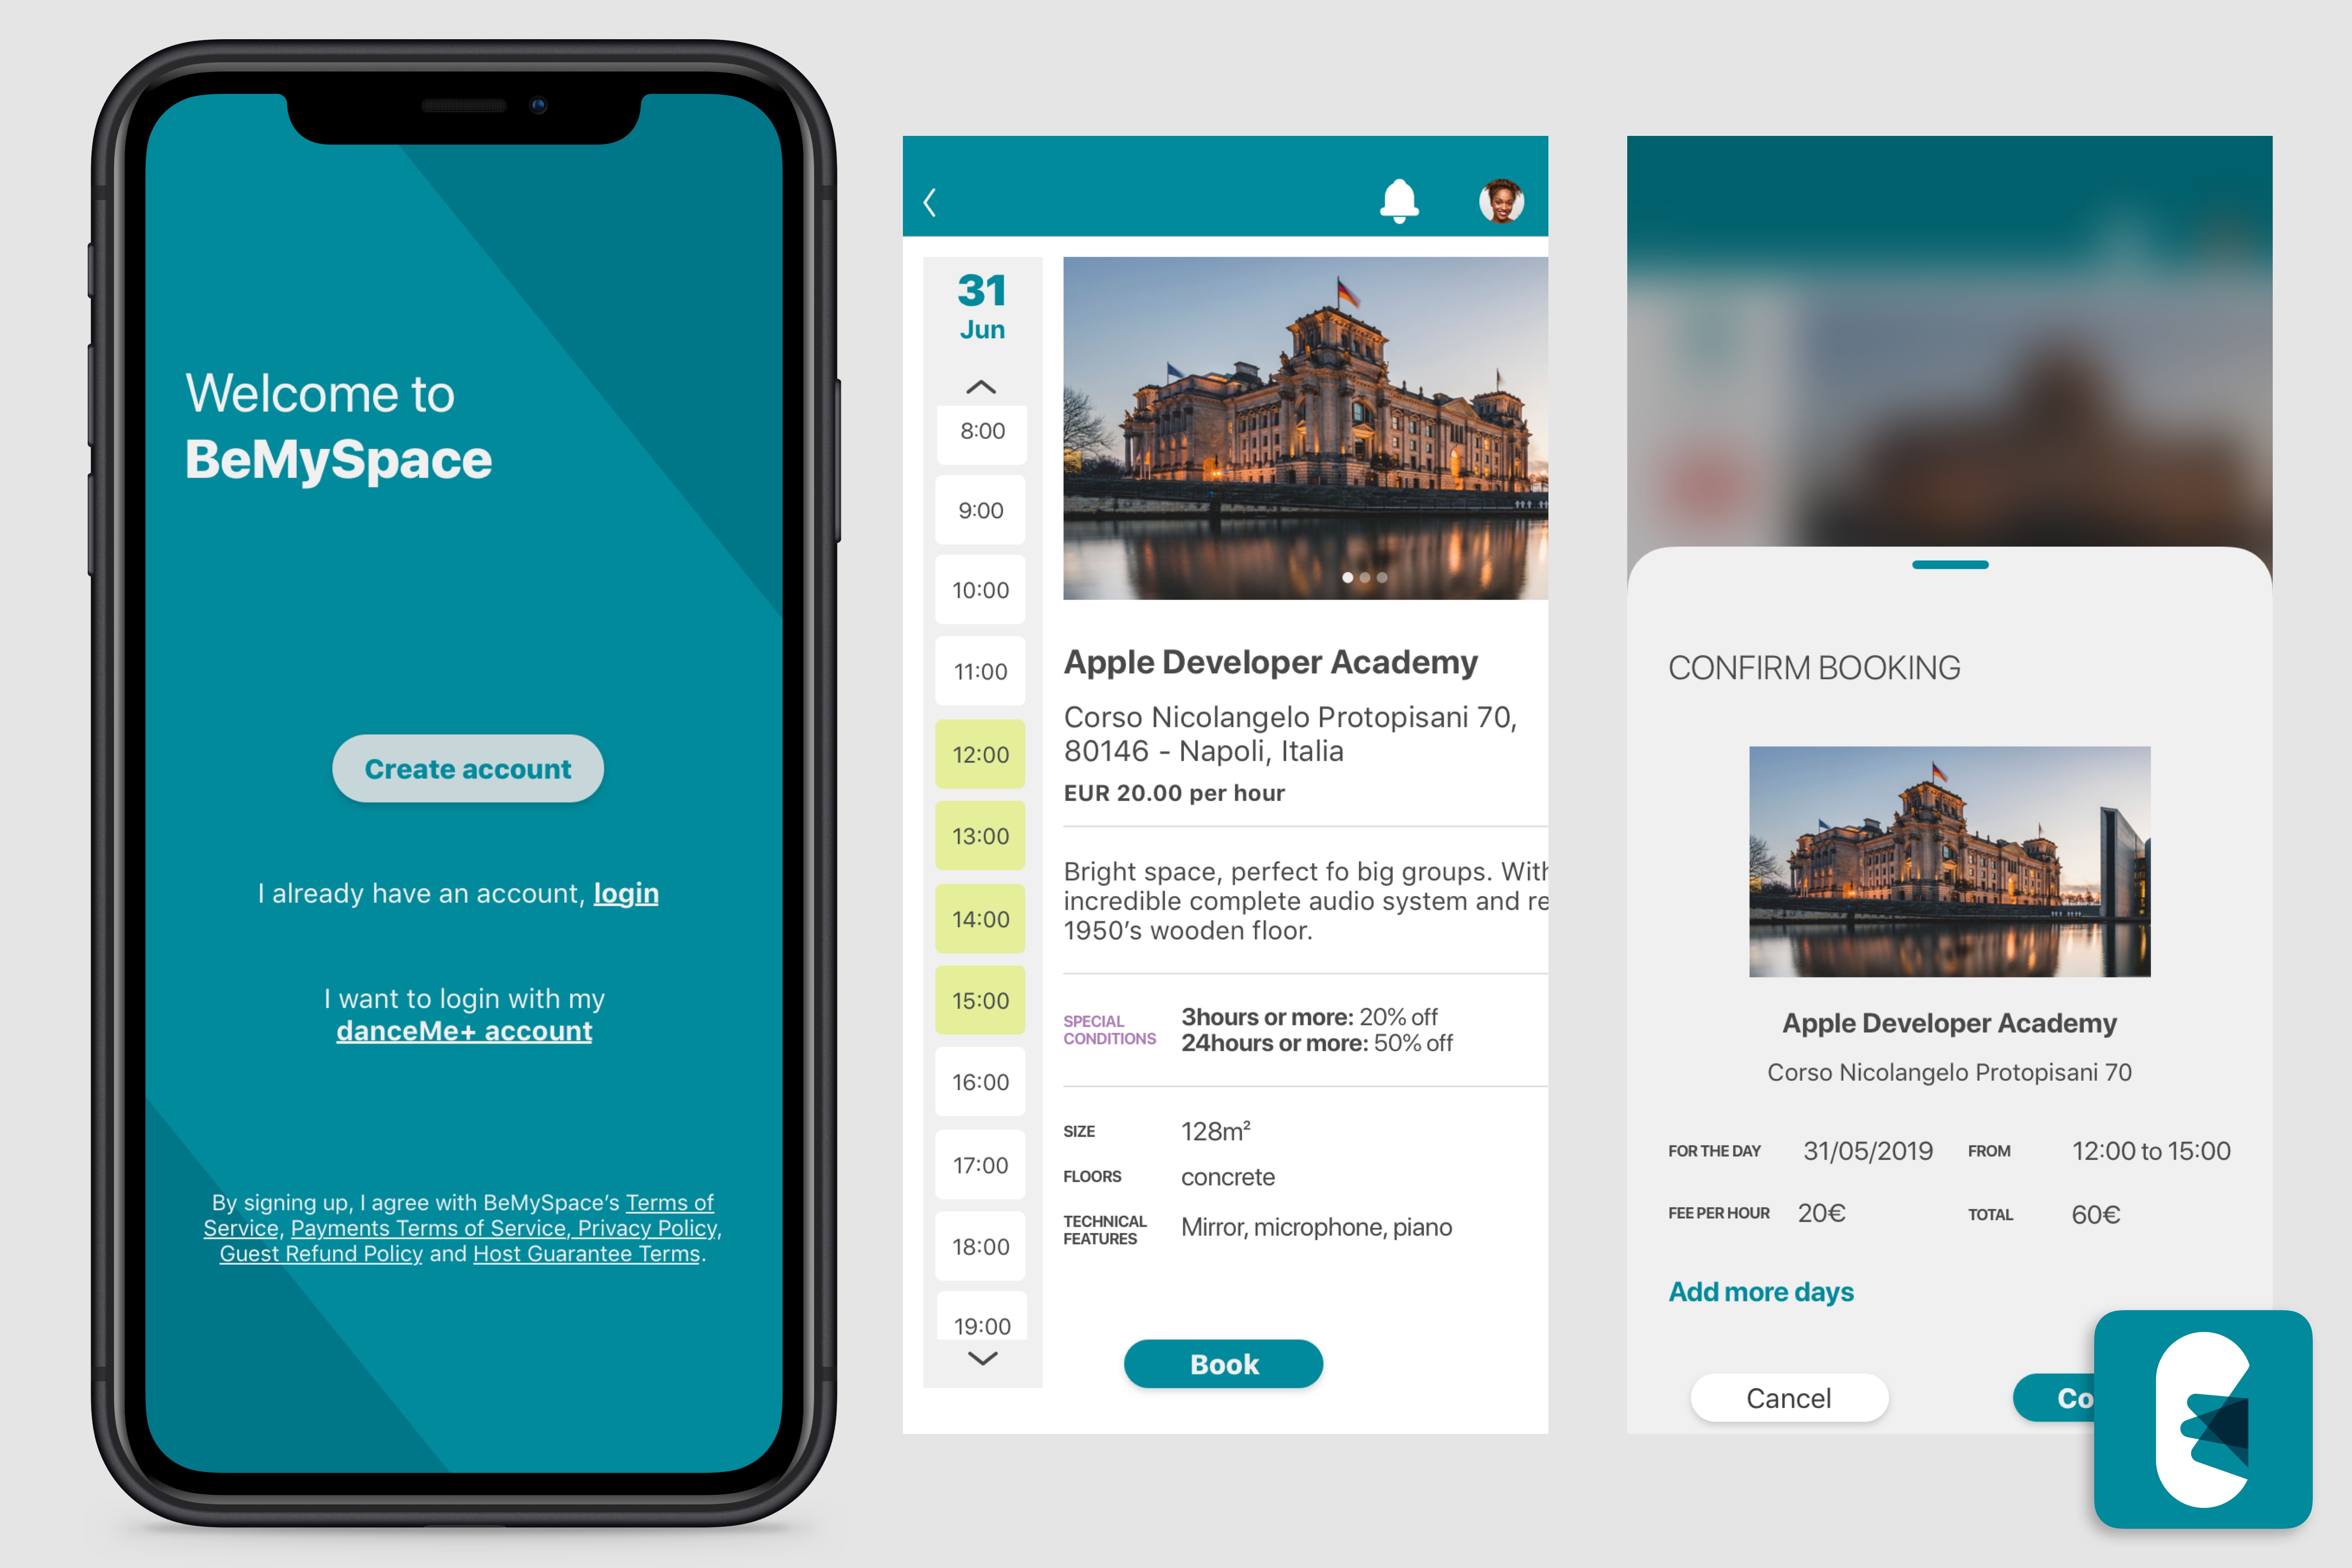 Welcome to
BeMySpace
Create account
I already have an account, login
I want to login with my
danceMe+ account
By signing up, I agree with BeMySpace’s Terms of
Service, Payments Terms of Service, Privacy Policy,
Guest Refund Policy and Host Guarantee Terms.
31
Jun
8:00
9:00
10:00
11:00
12:00
13:00
14:00
15:00
16:00
17:00
18:00
19:00
Apple Developer Academy
Corso Nicolangelo Protopisani 70,
80146 - Napoli, Italia
EUR 20.00 per hour
Bright space, perfect fo big groups. With
incredible complete audio system and re
1950’s wooden floor.
SPECIAL
CONDITIONS
3hours or more: 20% off
24hours or more: 50% off
SIZE 128m²
FLOORS concrete
TECHNICAL
FEATURES
Mirror, microphone, piano
Book
CONFIRM BOOKING
Apple Developer Academy
Corso Nicolangelo Protopisani 70
FOR THE DAY 31/05/2019 FROM 12:00 to 15:00
FEE PER HOUR 20€ TOTAL 60€
Add more days
Cancel
Co